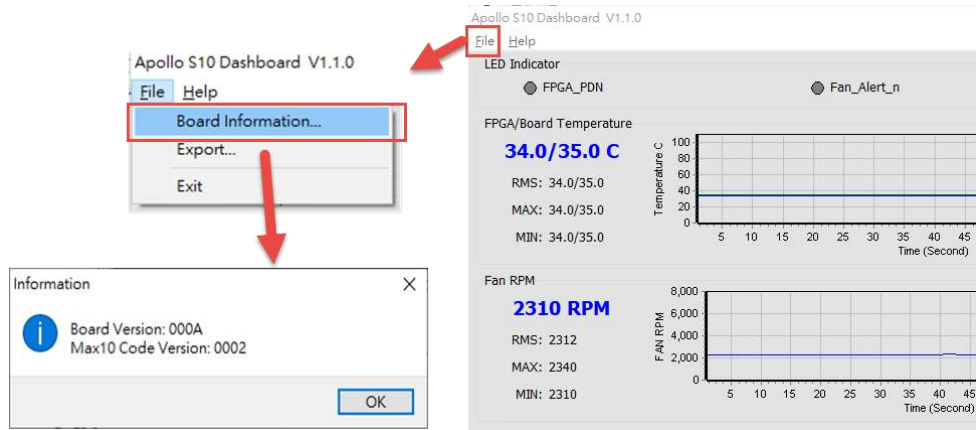 Apollo S10 Dashboard V1.1.0
File Help
Board Information...
Export...
Exit
Information
Board Version: 000A
Max10 Code Version: 0002
OK
Apollo S10 Dashboard V1.1.0
File Help
LED Indicator
FPGA_PDN Fan_Alert_n
FPGA/Board Temperature
34.0/35.0 C
RMS: 34.0/35.0
MAX: 34.0/35.0
MIN: 34.0/35.0
Temperature C
100
80
60
40
20
0
5 10 15 20 25 30 35 40 45
Time (Second)
Fan RPM
2310 RPM
RMS: 2312
MAX: 2340
MIN: 2310
FAN RPM
8,000
6,000
4,000
2,000
0
5 10 15 20 25 30 35 40 45
Time (Second)